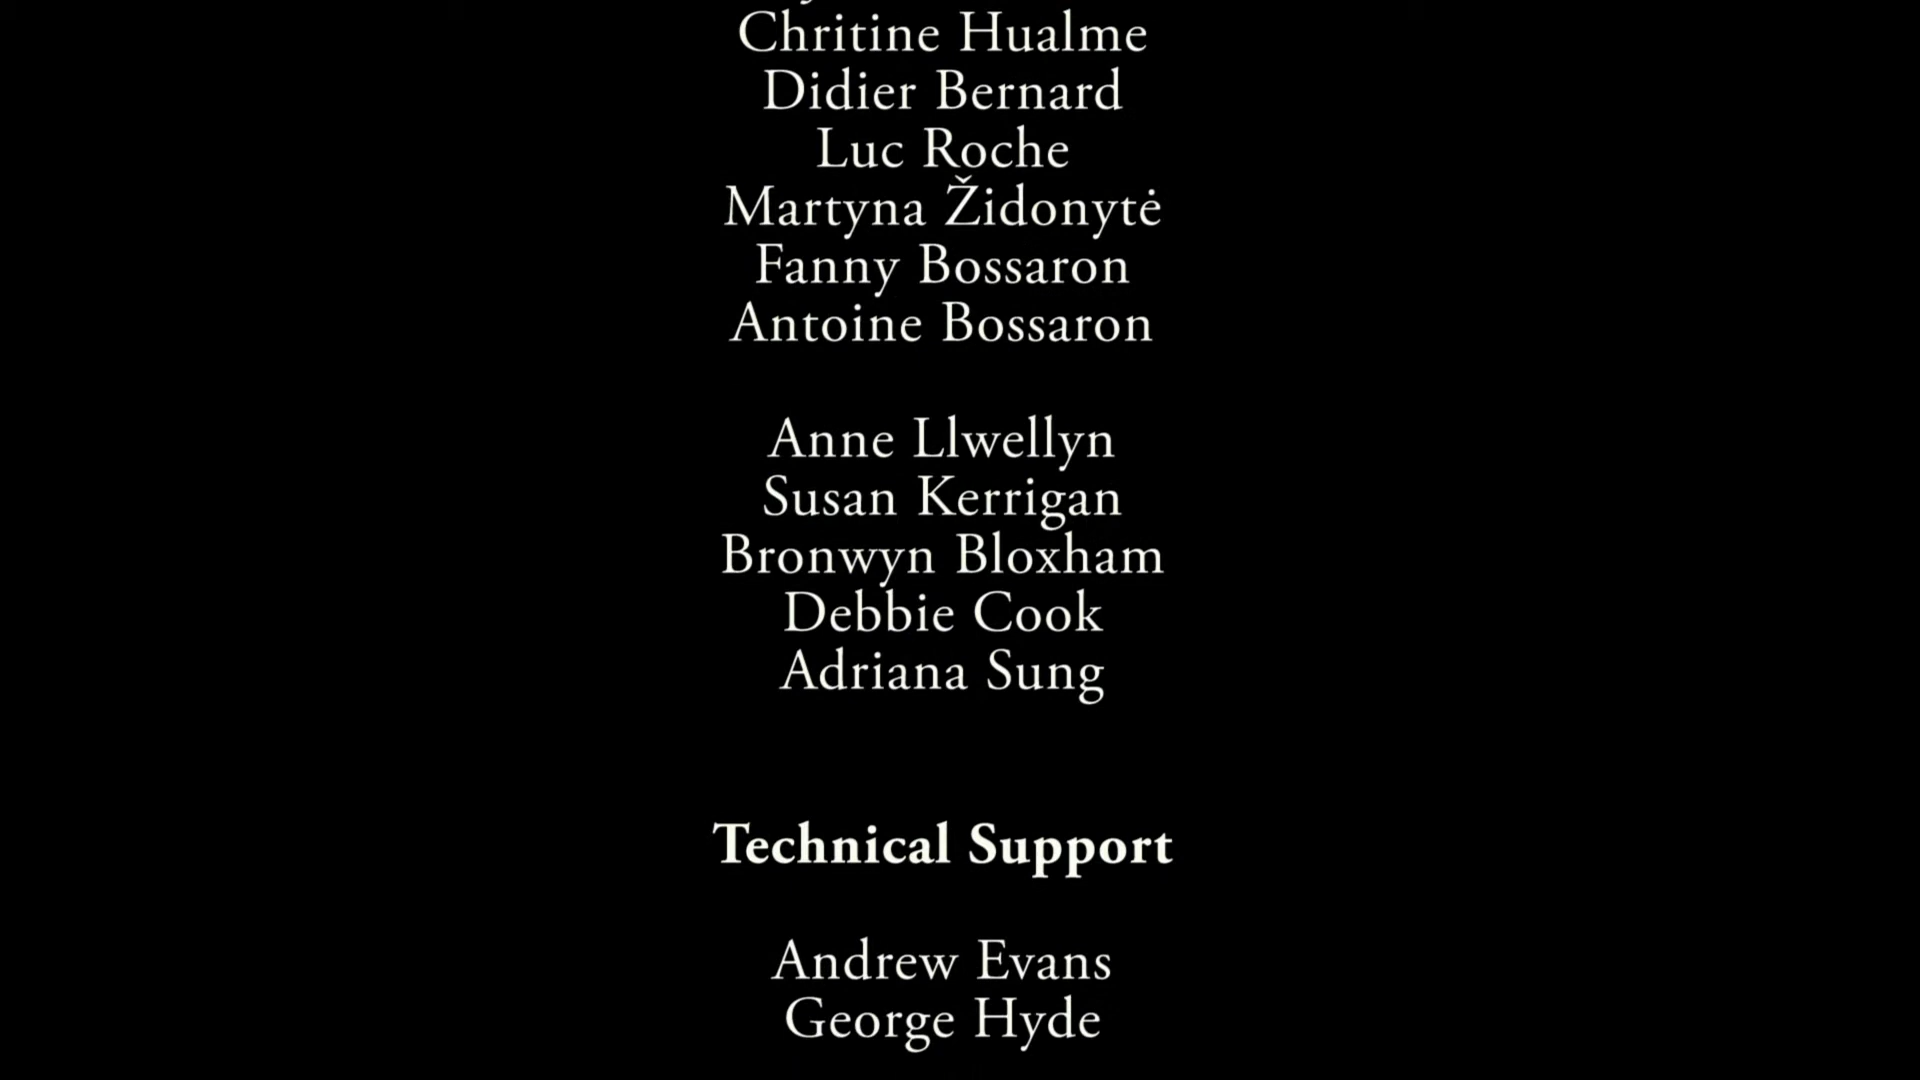 Chritine Hualme
Didier Bernard
Luc Roche
Martyna Židonytė
Fanny Bossaron
Antoine Bossaron
Anne Llwellyn
Susan Kerrigan
Bronwyn Bloxham
Debbie Cook
Adriana Sung
Technical Support
Andrew Evans
George Hyde